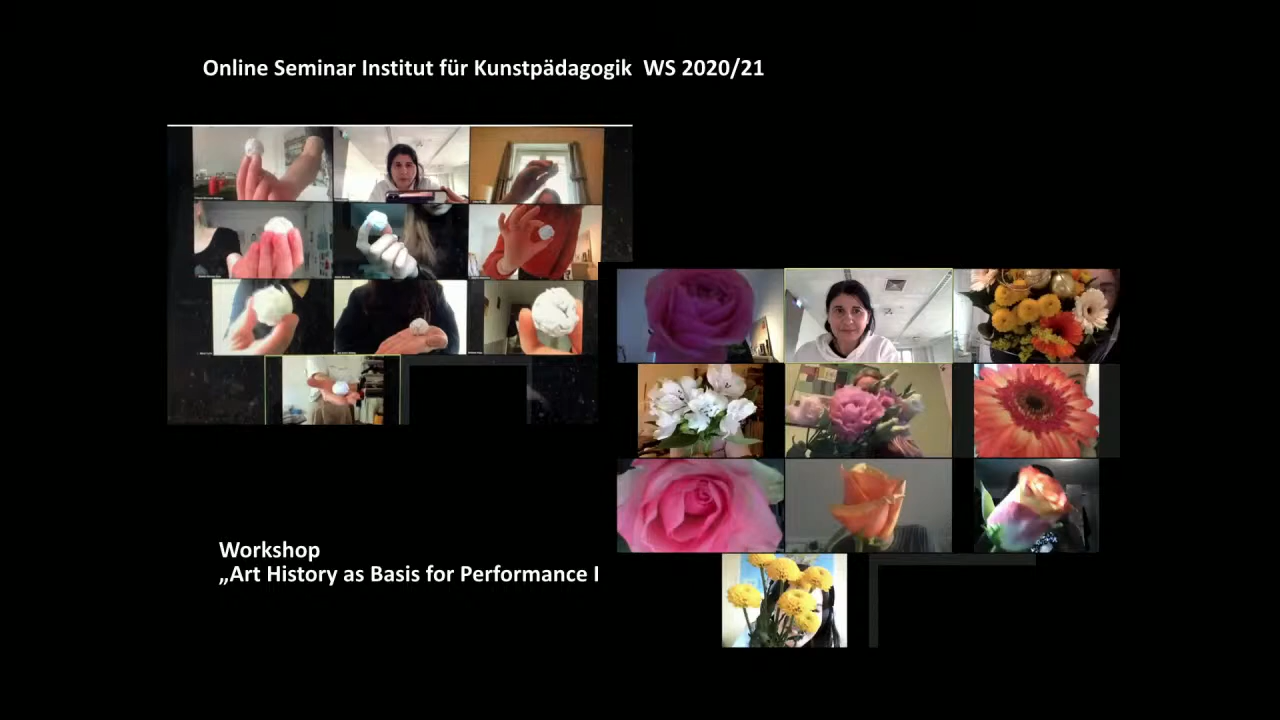 Online Seminar Institut für Kunstpädagogik WS 2020/21
Workshop
„Art History as Basis for Performance I